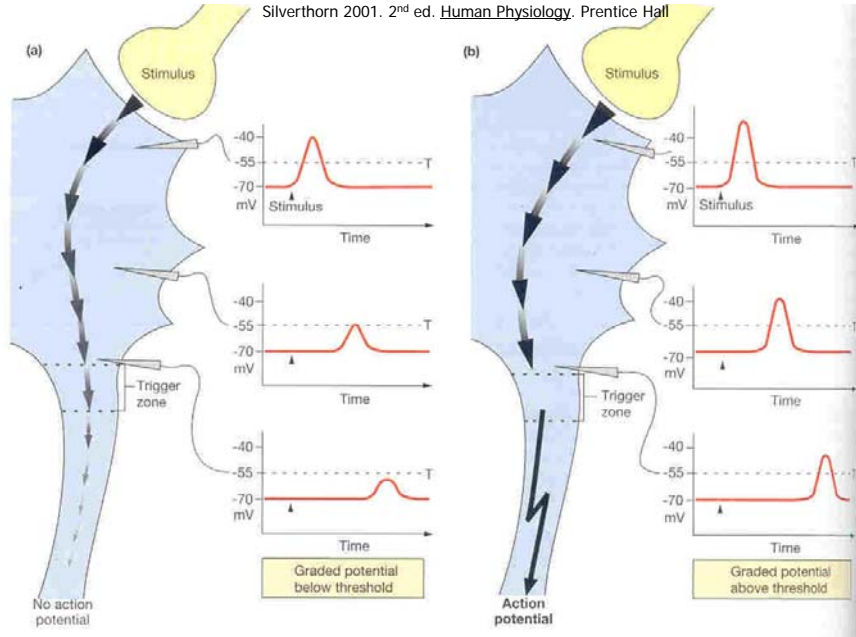 Silverthorn 2001. 2nd ed. Human Physiology. Prentice Hall
(a)
Stimulus
-40
-55
T
-70
mV
Stimulus
Time
-40
-55
T
-70
mV
Time
Trigger
zone
-40
-55
T
-70
mV
Time
Graded potential
below threshold
No action
potential
(b)
Stimulus
-40
-55
T
-70
mV
Stimulus
Time
-40
-55
T
-70
mV
Time
Trigger
zone
-40
-55
T
-70
mV
Time
Graded potential
above threshold
Action
potential